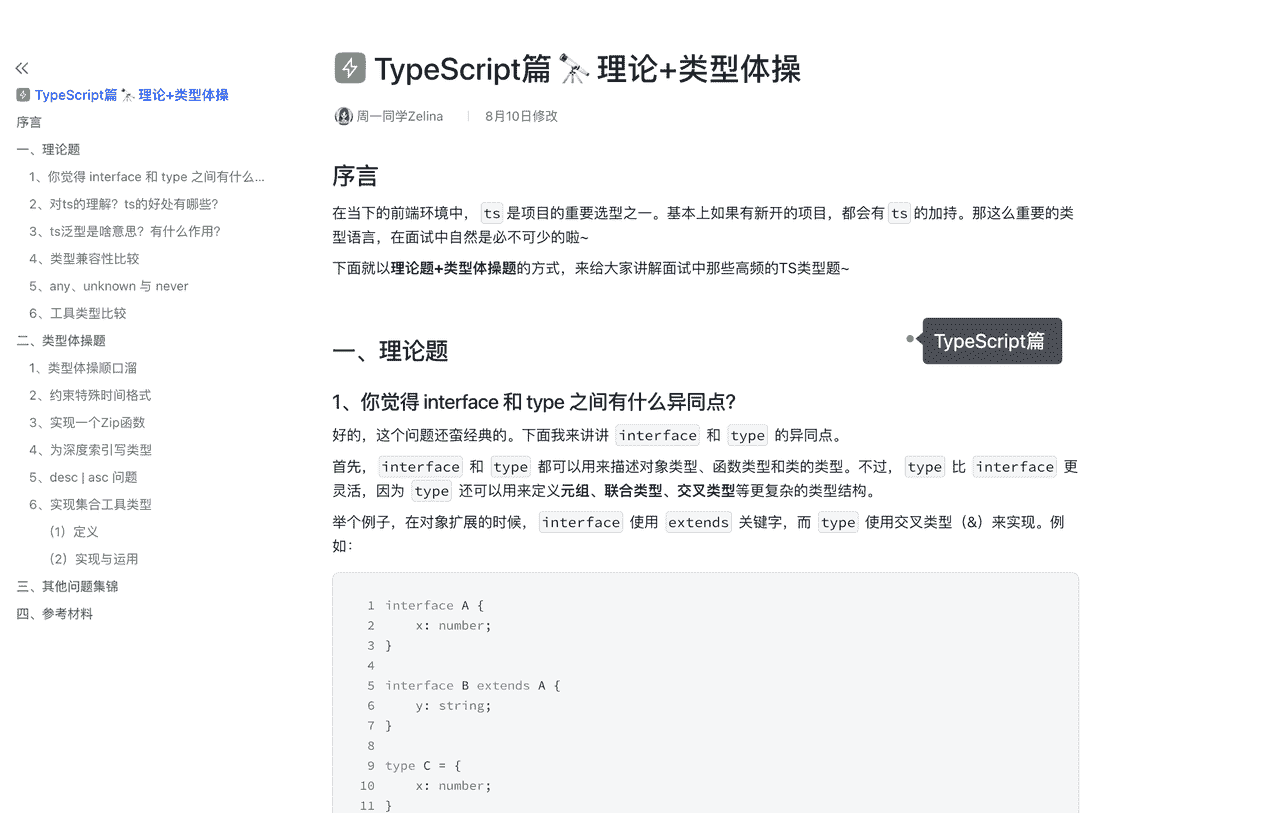 TypeScript篇🔭理论+类型体操
序言
一、理论题
1、你觉得 interface 和 type 之间有什么...
2、对ts的理解？ts的好处有哪些？
3、ts泛型是啥意思？有什么作用？
4、类型兼容性比较
5、any、unknown 与 never
6、工具类型比较
二、类型体操题
1、类型体操顺口溜
2、约束特殊时间格式
3、实现一个Zip函数
4、为深度索引写类型
5、desc | asc 问题
6、实现集合工具类型
（1）定义
（2）实现与运用
三、其他问题集锦
四、参考材料
TypeScript篇🔭理论+类型体操
周一同学Zelina
8月10日修改
序言
在当下的前端环境中， ts 是项目的重要选型之一。基本上如果有新开的项目，都会有 ts 的加持。那这么重要的类
型语言，在面试中自然是必不可少的啦~
下面就以理论题+类型体操题的方式，来给大家讲解面试中那些高频的TS类型题~
TypeScript篇
一、理论题
1、你觉得 interface 和 type 之间有什么异同点？
好的，这个问题还蛮经典的。下面我来讲讲 interface 和 type 的异同点。
首先， interface 和 type 都可以用来描述对象类型、函数类型和类的类型。不过， type 比 interface 更
灵活，因为 type 还可以用来定义元组、联合类型、交叉类型等更复杂的类型结构。
举个例子，在对象扩展的时候， interface 使用 extends 关键字，而 type 使用交叉类型（&）来实现。例
如：
1 interface A {
2     x: number;
3 }
4
5 interface B extends A {
6     y: string;
7 }
8
9 type C = {
10     x: number;
11 }